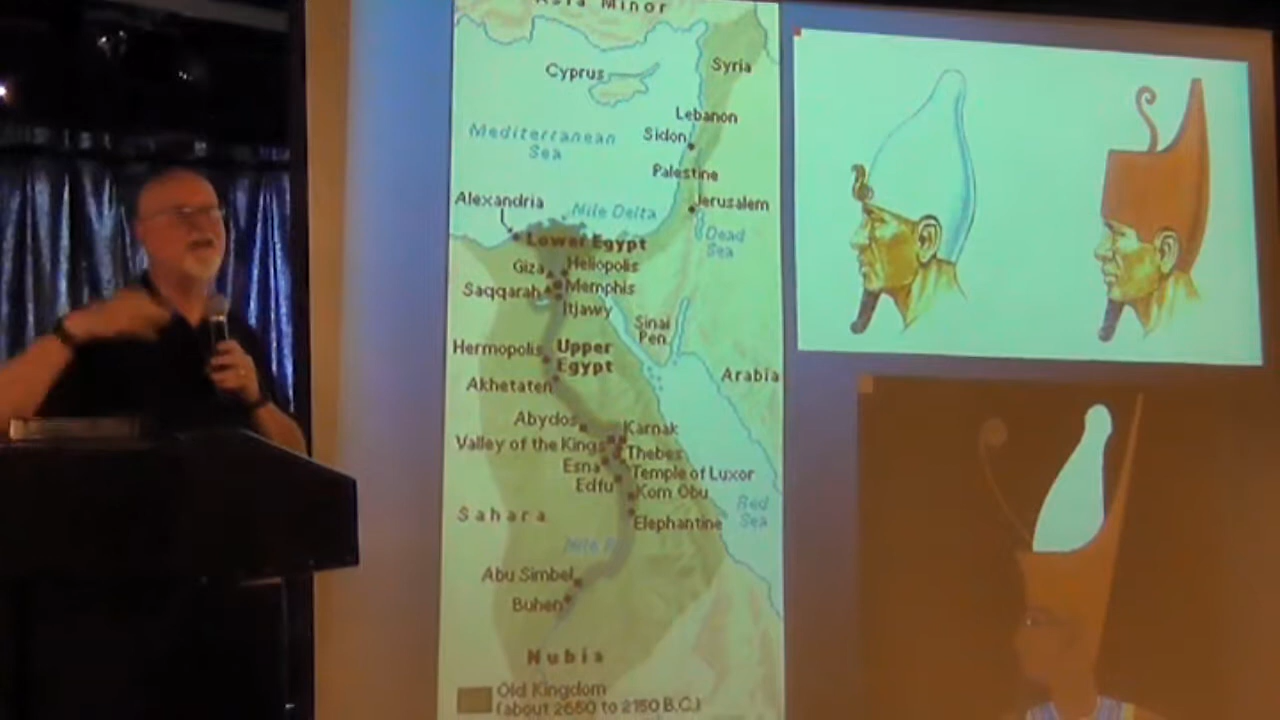 Asia Minor
Syria
Cyprus
Lebanon
Mediterranean
Sea
Sidon
Palestine
Alexandria
Nile Delta
Jerusalem
Dead
Sea
Lower Egypt
Giza
Heliopolis
Saqqarah
Memphis
Itjawy
Sinai
Pen.
Hermopolis
Upper
Egypt
Akhetaten
Arabia
Abydos
Karnak
Valley of the Kings
Thebes
Esna
Temple of Luxor
Edfu
Kom Obu
Red
Sea
Sahara
Elephantine
Nile R.
Abu Simbel
Buhen
Nubia
Old Kingdom
(about 2650 to 2150 B.C.)